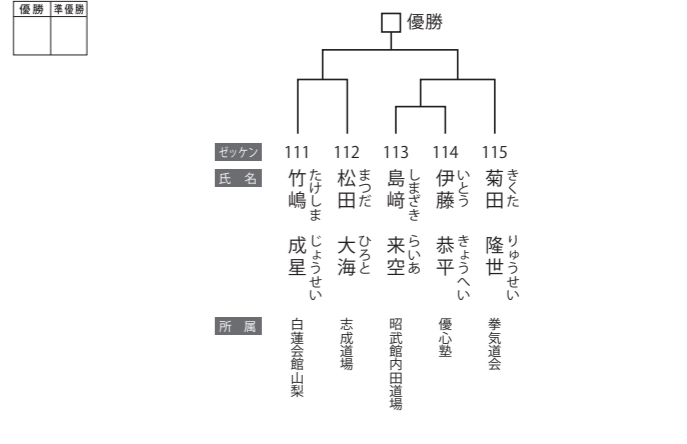 優勝 準優勝
優勝
ゼッケン 111 112 113 114 115
氏名
竹嶋 成星
たけしま じょうせい
松田 大海
まつだ ひろと
島﨑 来空
しまざき らいあ
伊藤 恭平
いとう きょうへい
菊田 隆世
きくた りゅうせい
所属
白蓮会館山梨
志成道場
昭武館内田道場
優心塾
拳気道会